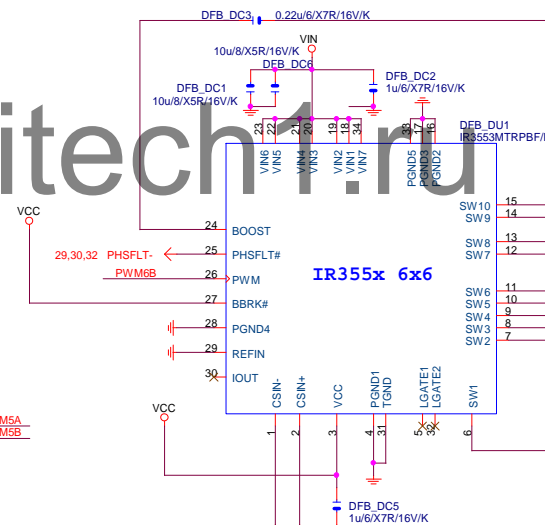 DFB_DC3 0.22u/6/X7R/16V/K
VIN
10u/8/X5R/16V/K
DFB_DC6
DFB_DC1
10u/8/X5R/16V/K
DFB_DC2
1u/6/X7R/16V/K
itech1.ru
23 22 21 20 19 18 34 33 17 16
VIN6 VIN5 VIN4 VIN3 VIN2 VIN1 VIN7 PGND5 PGND3 PGND2
DFB_DU1
IR3553MTRPBF/
VCC
24 BOOST
29,30,32 PHSFLT- 25 PHSFLT#
PWM6B 26 PWM
27 BBRK#
28 PGND4
29 REFIN
30 IOUT
IR355x 6x6
SW10 15
SW9 14
SW8 13
SW7 12
SW6 11
SW5 10
SW4 9
SW3 8
SW2 7
CSIN- CSIN+ VCC PGND1 TGND LGATE1 LGATE2 SW1
1 2 3 4 31 5 32 6
VCC
M5A
M5B
DFB_DC5
1u/6/X7R/16V/K